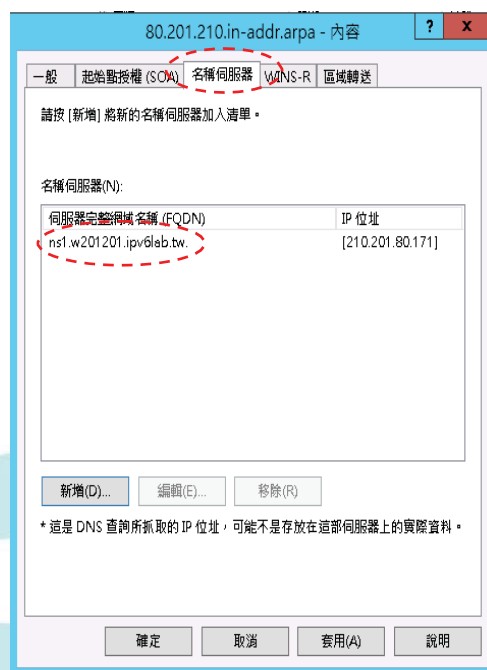 80.201.210.in-addr.arpa - 內容
? x
一般 起始點授權 (SOA) 名稱伺服器 WINS-R 區域轉送
請按 [新增] 將新的名稱伺服器加入清單。
名稱伺服器(N):
伺服器完整網域名稱 (FQDN) IP 位址
ns1.w201201.ipv6lab.tw. [210.201.80.171]
新增(D)... 編輯(E)... 移除(R)
* 這是 DNS 查詢所抓取的 IP 位址，可能不是存放在這部伺服器上的實際資料。
確定 取消 套用(A) 說明